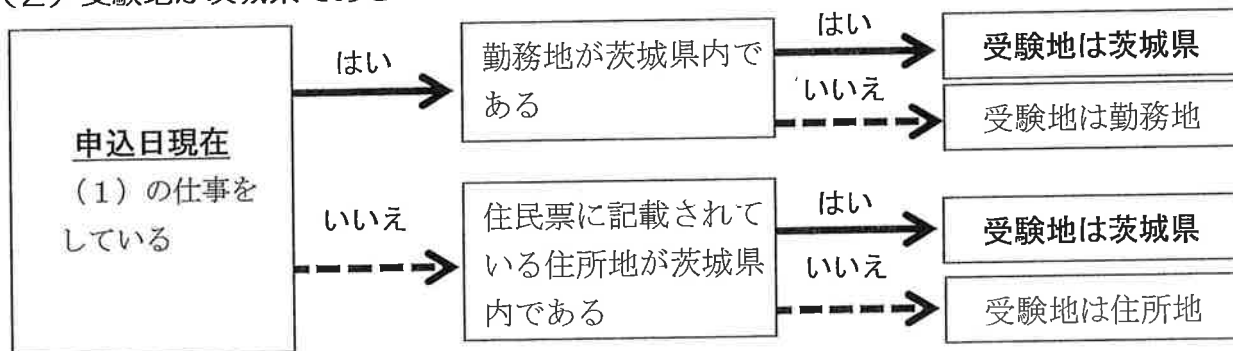 （２）受験地が茨城県である
申込日現在
（１）の仕事を
している
はい
勤務地が茨城県内で
ある
はい
受験地は茨城県
いいえ
受験地は勤務地
いいえ
住民票に記載されて
いる住所地が茨城県
内である
はい
受験地は茨城県
いいえ
受験地は住所地